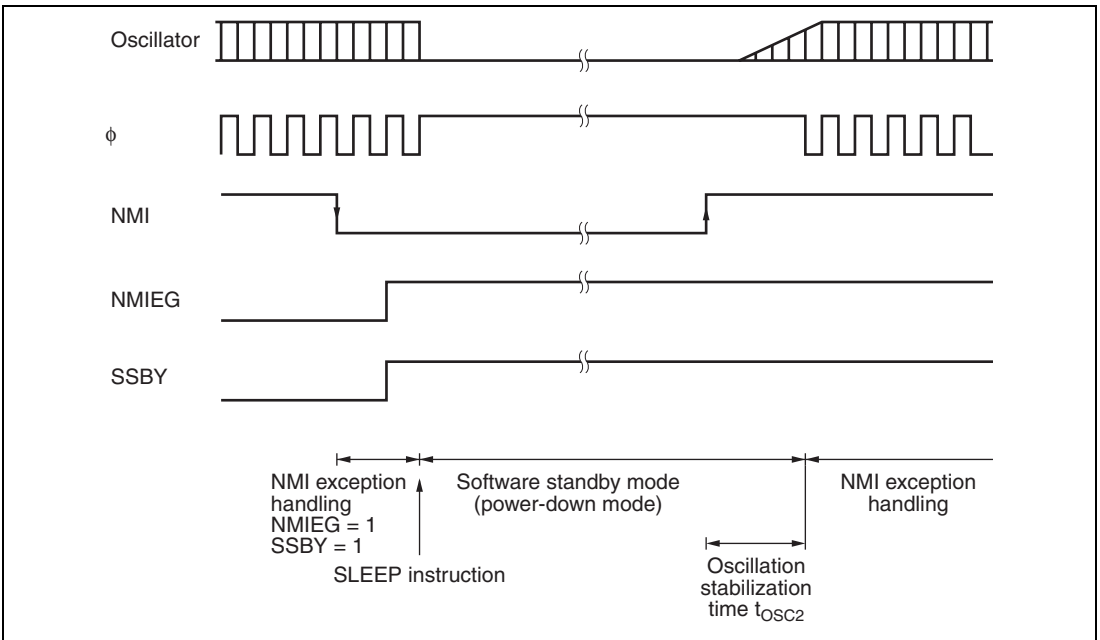 Oscillator
ϕ
NMI
NMIEG
SSBY
NMI exception
handling
NMIEG = 1
SSBY = 1
SLEEP instruction
Software standby mode
(power-down mode)
Oscillation
stabilization
time tOSC2
NMI exception
handling